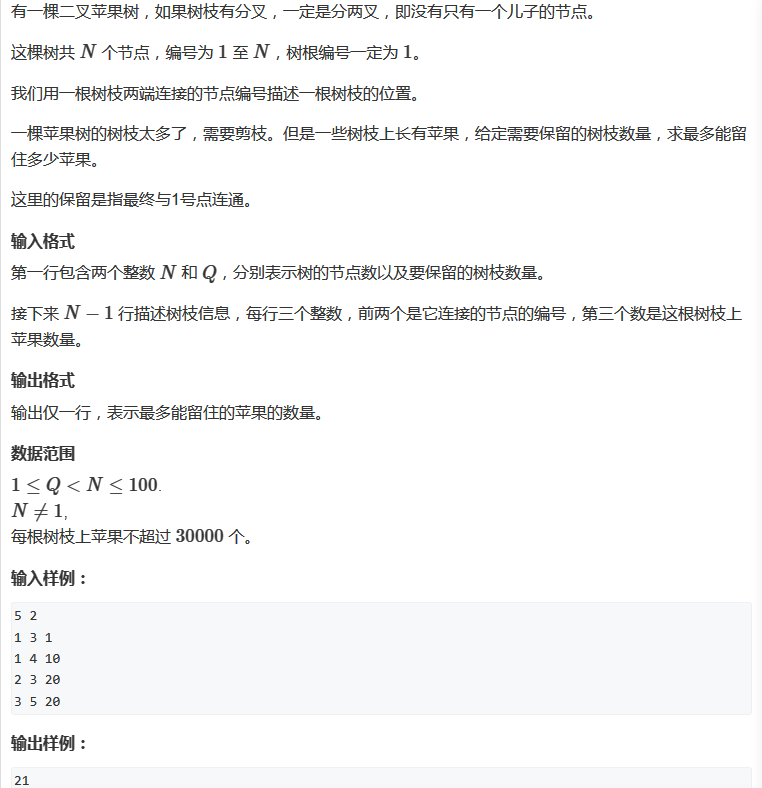 有一棵二叉苹果树，如果树枝有分叉，一定是分两叉，即没有只有一个儿子的节点。
这棵树共 N 个节点，编号为 1 至 N，树根编号一定为 1。
我们用一根树枝两端连接的节点编号描述一根树枝的位置。
一棵苹果树的树枝太多了，需要剪枝。但是一些树枝上长有苹果，给定需要保留的树枝数量，求最多能留
住多少苹果。
这里的保留是指最终与1号点连通。
输入格式
第一行包含两个整数 N 和 Q，分别表示树的节点数以及要保留的树枝数量。
接下来 N − 1 行描述树枝信息，每行三个整数，前两个是它连接的节点的编号，第三个数是这根树枝上
苹果数量。
输出格式
输出仅一行，表示最多能留住的苹果的数量。
数据范围
1 ≤ Q < N ≤ 100.
N ≠ 1,
每根树枝上苹果不超过 30000 个。
输入样例：
5 2
1 3 1
1 4 10
2 3 20
3 5 20
输出样例：
21